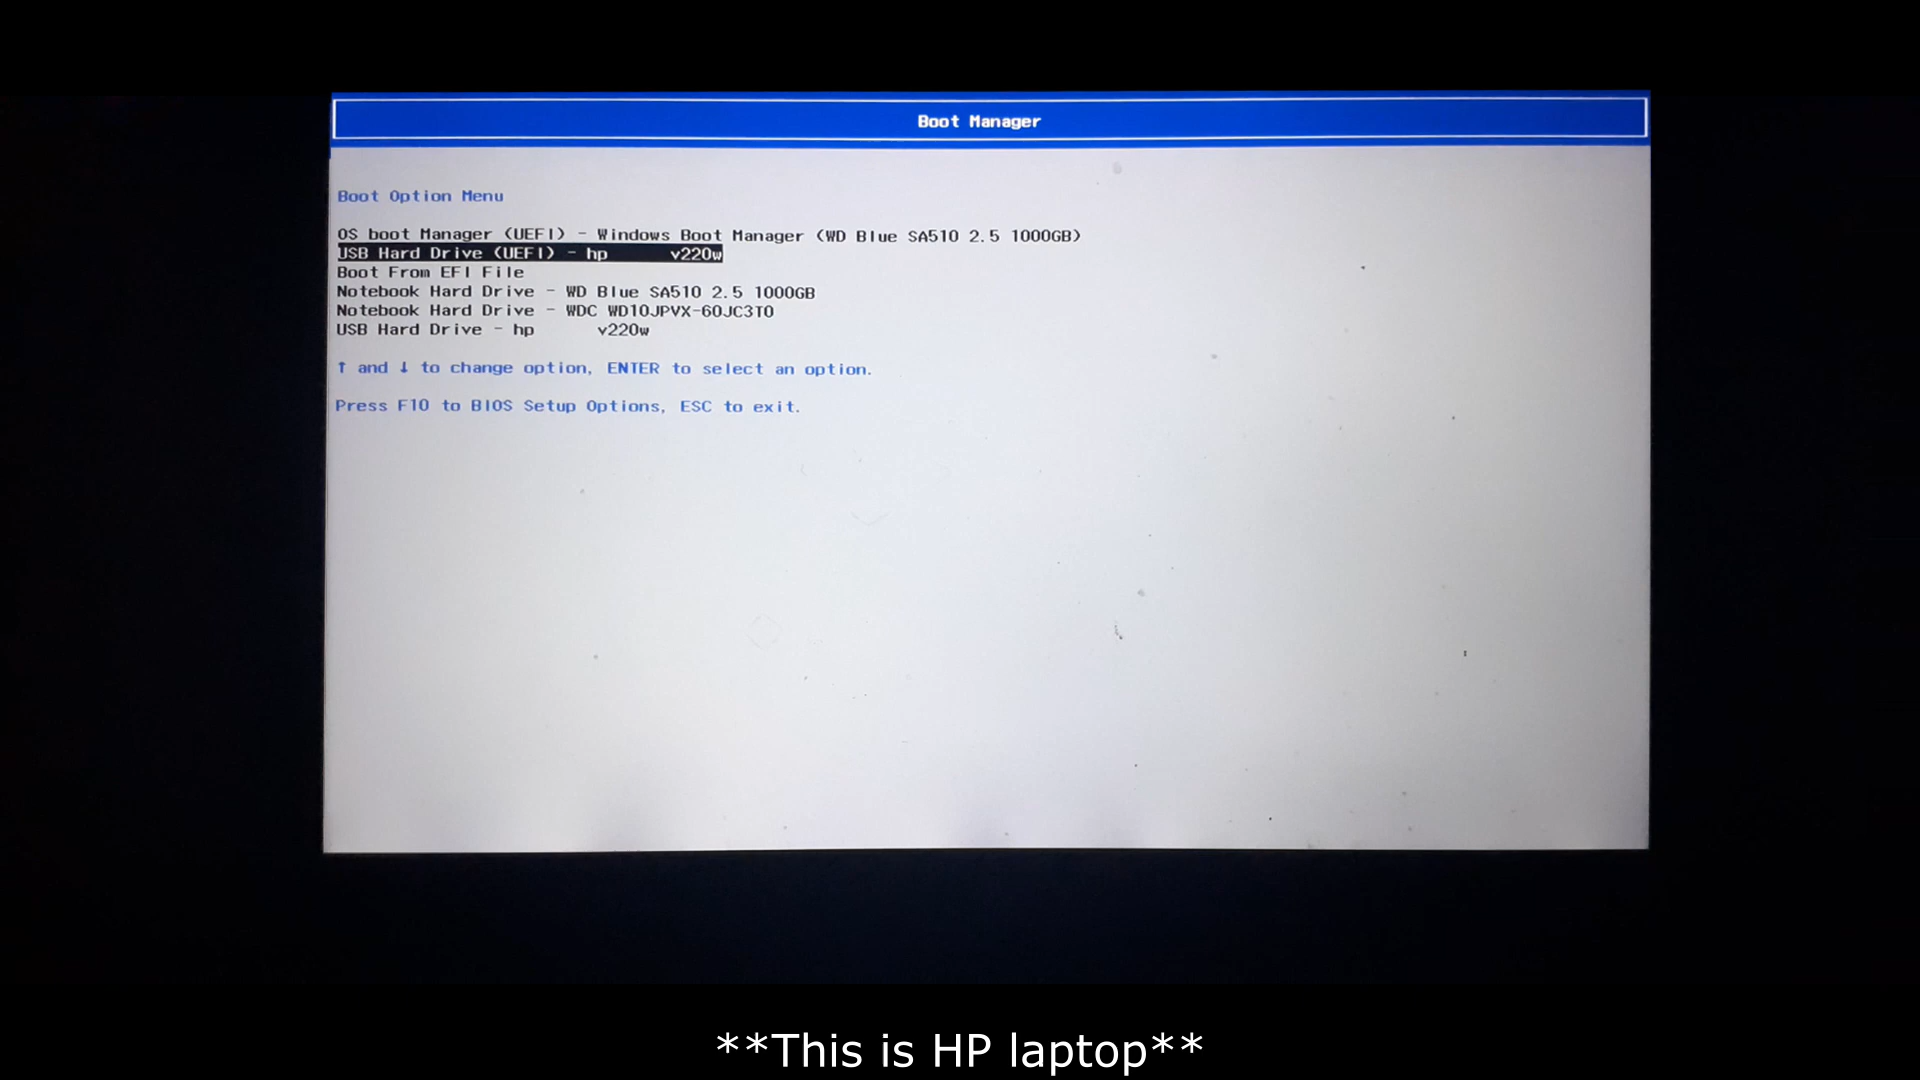 Boot Manager
Boot Option Menu
OS boot Manager (UEFI) - Windows Boot Manager (WD Blue SA510 2.5 1000GB)
USB Hard Drive (UEFI) - hp v220w
Boot From EFI File
Notebook Hard Drive - WD Blue SA510 2.5 1000GB
Notebook Hard Drive - WDC WD10JPVX-60JC3T0
USB Hard Drive - hp v220w
↑ and ↓ to change option, ENTER to select an option.
Press F10 to BIOS Setup Options, ESC to exit.
**This is HP laptop**